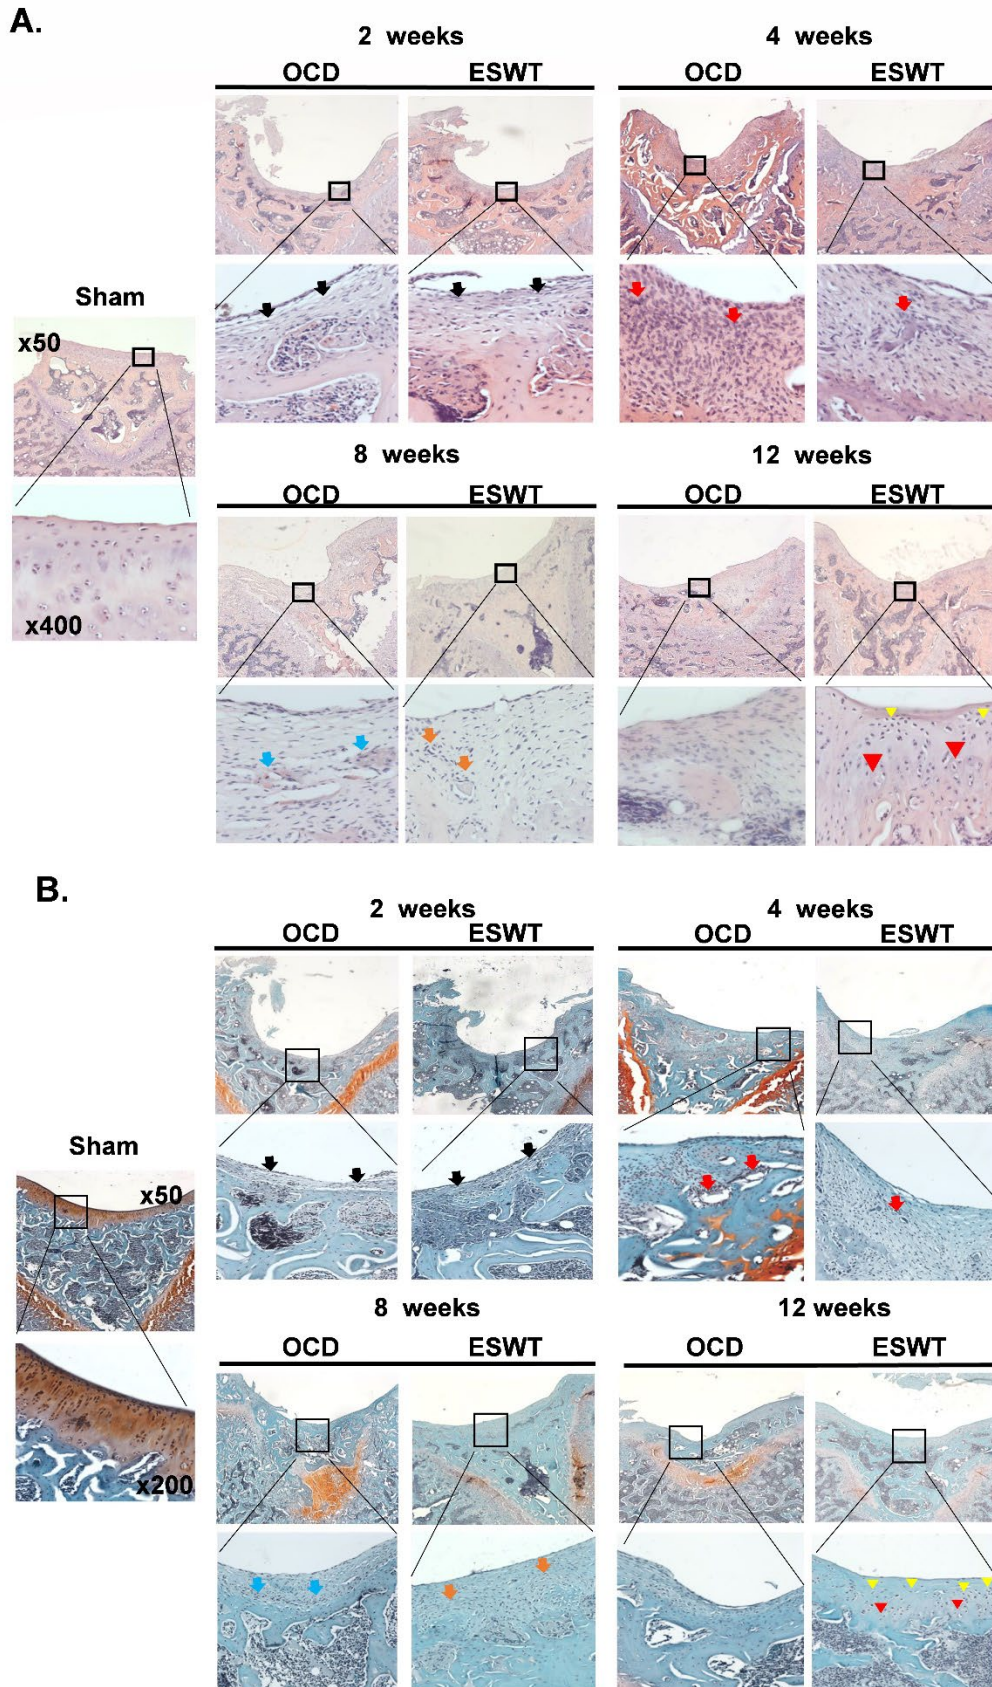 A.
2 weeks
4 weeks
OCD
ESWT
OCD
ESWT
Sham
x50
x400
8 weeks
12 weeks
OCD
ESWT
OCD
ESWT
B.
2 weeks
4 weeks
OCD
ESWT
OCD
ESWT
Sham
x50
x200
8 weeks
12 weeks
OCD
ESWT
OCD
ESWT